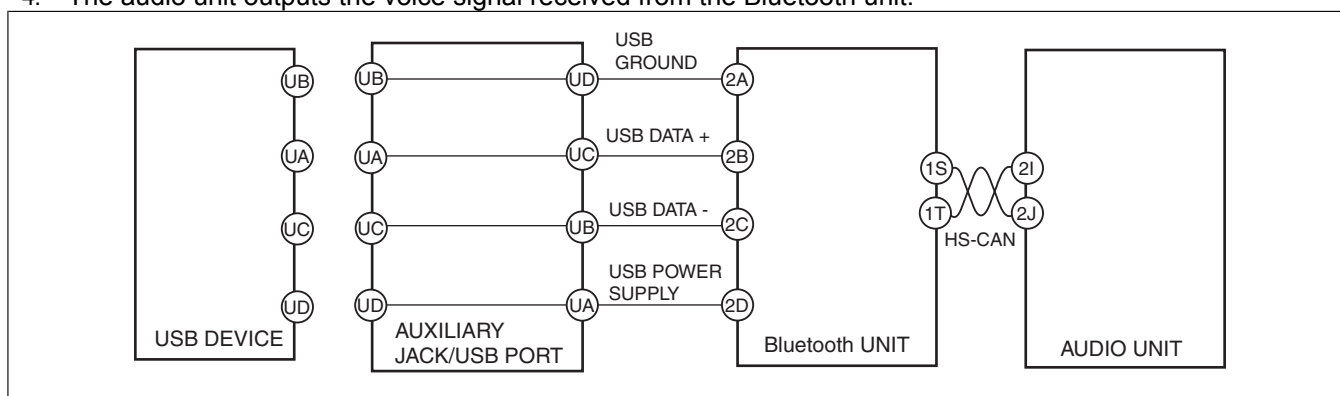 4. The audio unit outputs the voice signal received from the Bluetooth unit.
USB
GROUND
UB
UB
UD
2A
USB DATA +
UA
UA
UC
2B
1S
2I
USB DATA -
UC
UC
UB
2C
1T
2J
HS-CAN
USB POWER
SUPPLY
UD
UD
UA
2D
USB DEVICE
AUXILIARY
JACK/USB PORT
Bluetooth UNIT
AUDIO UNIT